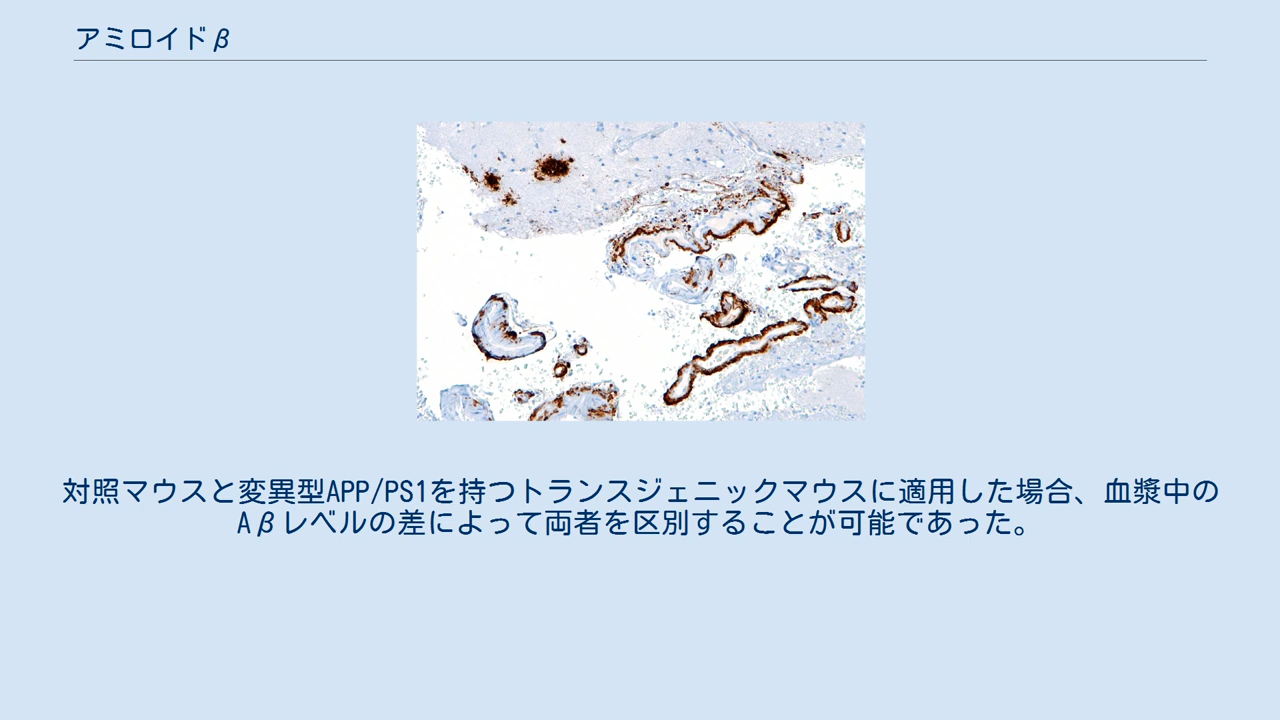 アミロイドβ
対照マウスと変異型APP/PS1を持つトランスジェニックマウスに適用した場合、血漿中の
Aβレベルの差によって両者を区別することが可能であった。